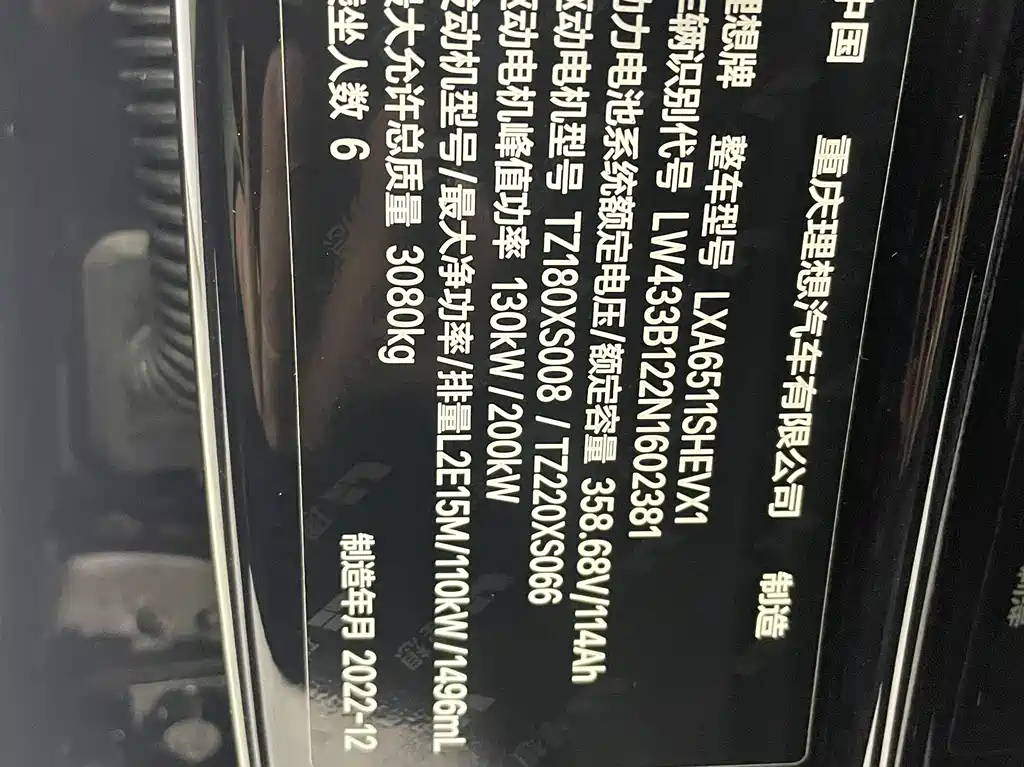 中国 重庆理想汽车有限公司 制造
理想牌 整车型号 LXA6511SHEVX1
车辆识别代号 LW433B122N1602381
动力电池系统额定电压/额定容量 358.68V/114Ah
驱动电机型号 TZ180XS008 / TZ220XS066
驱动电机峰值功率 130kW/200kW
发动机型号/最大净功率/排量L2E15M/110kW/1496mL
最大允许总质量 3080kg
乘坐人数 6 制造年月 2022-12